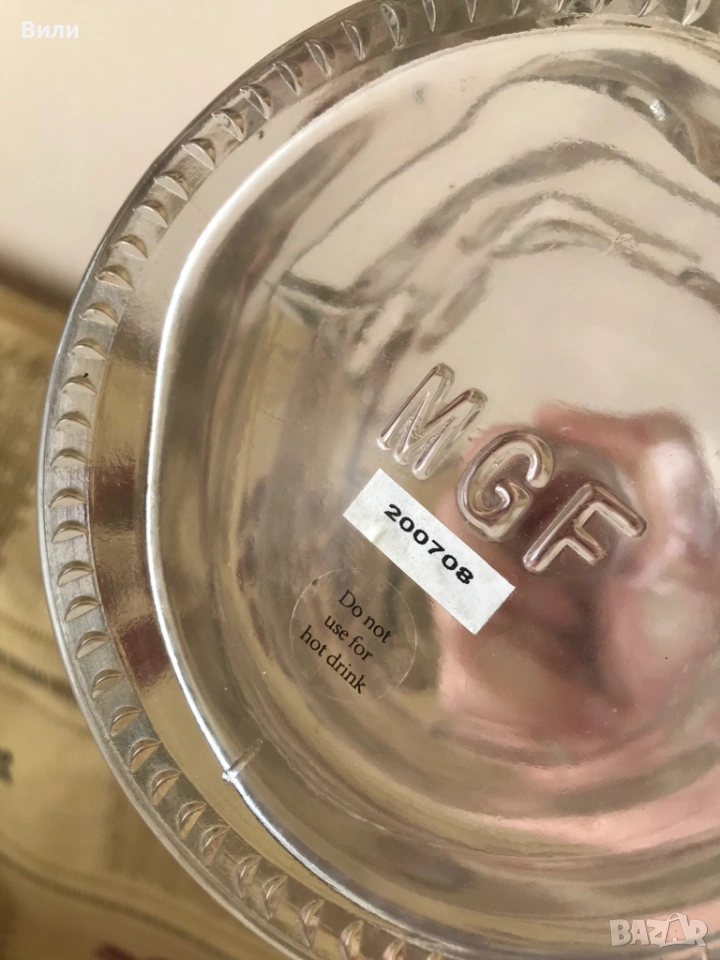 Вили
MGF
200708
Do not
use for
hot drink
BAZAR